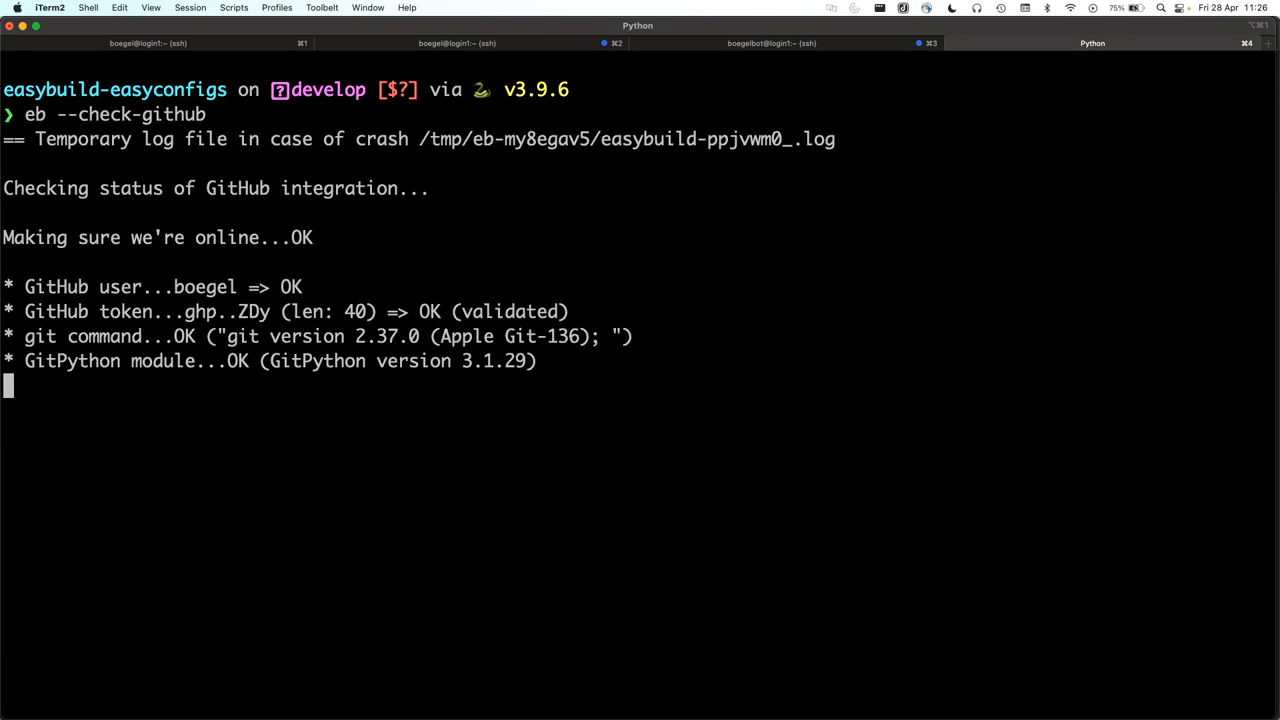 iTerm2 Shell Edit View Session Scripts Profiles Toolbelt Window Help 75% Fri 28 Apr 11:26
Python ⌥⌘1
boegel@login1:~ (ssh) ⌘1 boegel@login1:~ (ssh) ⌘2 boegelbot@login1:~ (ssh) ⌘3 Python ⌘4
easybuild-easyconfigs on develop [$?] via 🐍 v3.9.6
❯ eb --check-github
== Temporary log file in case of crash /tmp/eb-my8egav5/easybuild-ppjvwm0_.log
Checking status of GitHub integration...
Making sure we're online...OK
* GitHub user...boegel => OK
* GitHub token...ghp..ZDy (len: 40) => OK (validated)
* git command...OK ("git version 2.37.0 (Apple Git-136); ")
* GitPython module...OK (GitPython version 3.1.29)